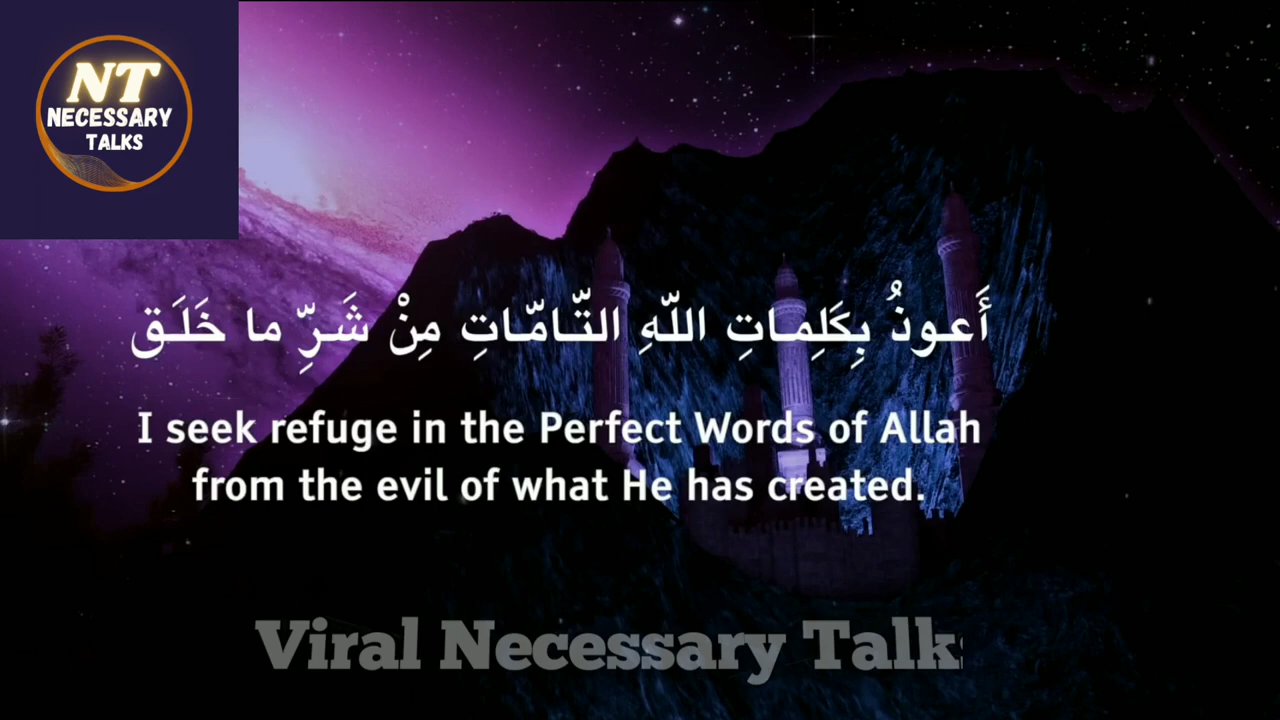 NT
NECESSARY
TALKS
أَعـوذُ بِكَلِمـاتِ اللّهِ التّـامّـاتِ مِنْ شَـرِّ ما خَلَـق
I seek refuge in the Perfect Words of Allah
from the evil of what He has created.
Viral Necessary Talk